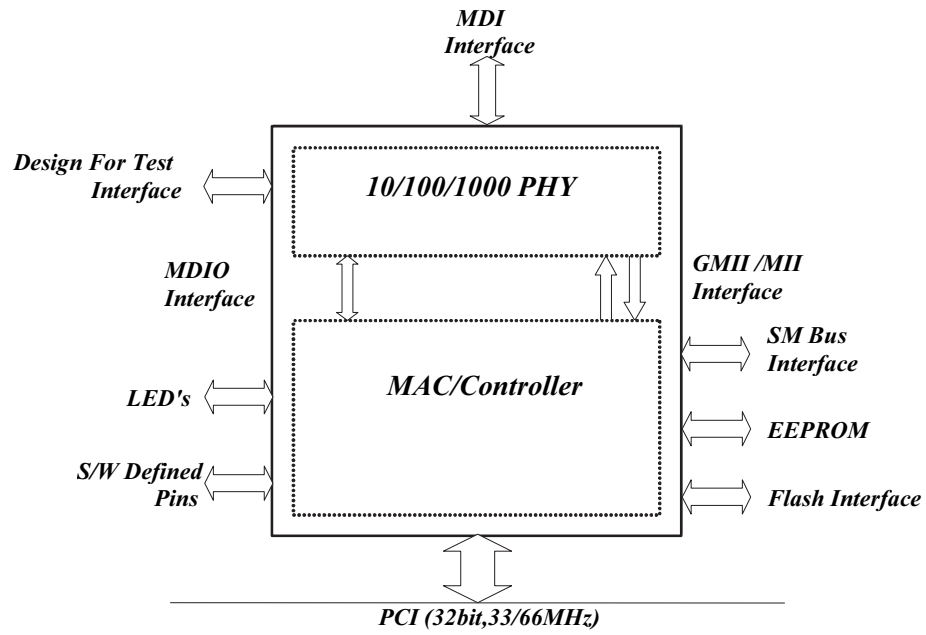 MDI
Interface
Design For Test
Interface
10/100/1000 PHY
MDIO
Interface
GMII /MII
Interface
SM Bus
Interface
MAC/Controller
LED's
EEPROM
S/W Defined
Pins
Flash Interface
PCI (32bit,33/66MHz)